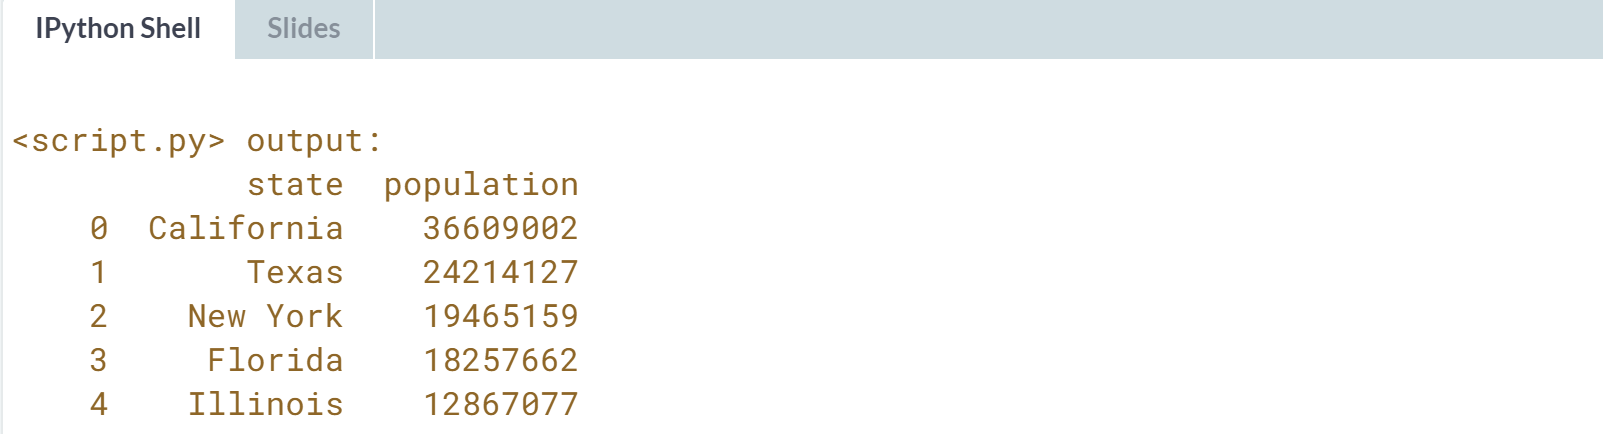 IPython Shell Slides
<script.py> output:
state population
0 California 36609002
1 Texas 24214127
2 New York 19465159
3 Florida 18257662
4 Illinois 12867077